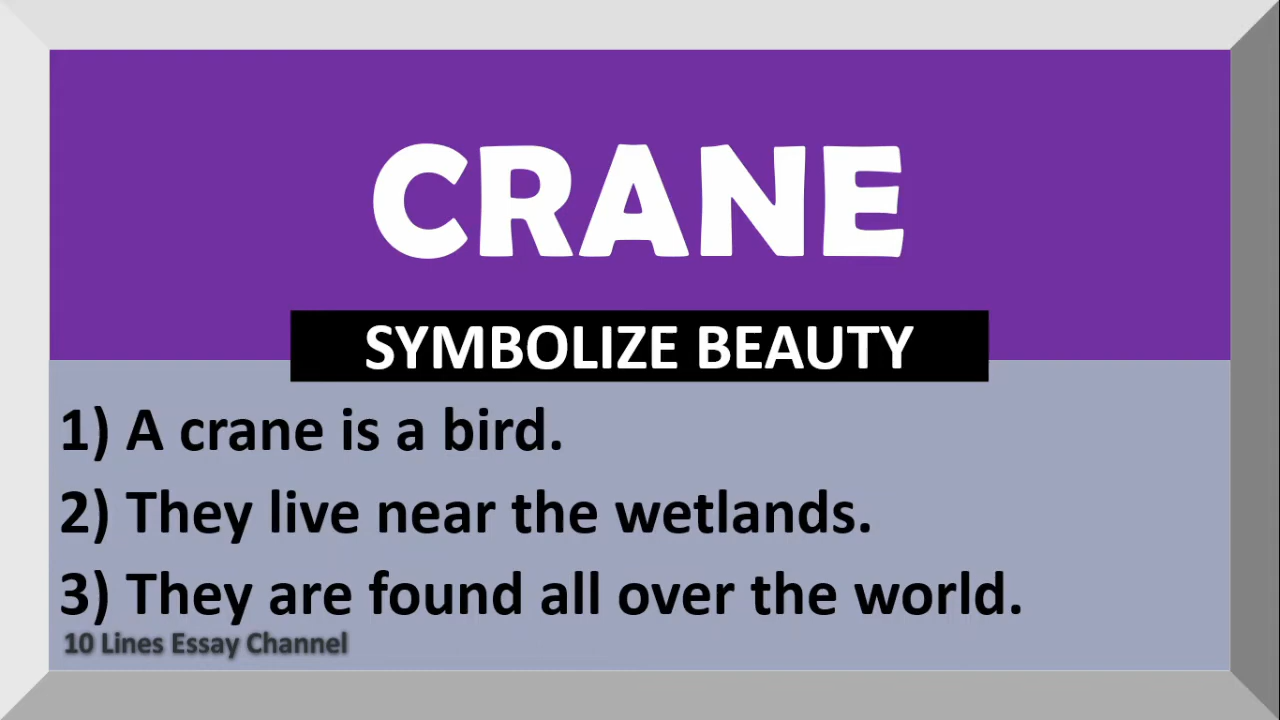 CRANE
SYMBOLIZE BEAUTY
1) A crane is a bird.
2) They live near the wetlands.
3) They are found all over the world.
10 Lines Essay Channel